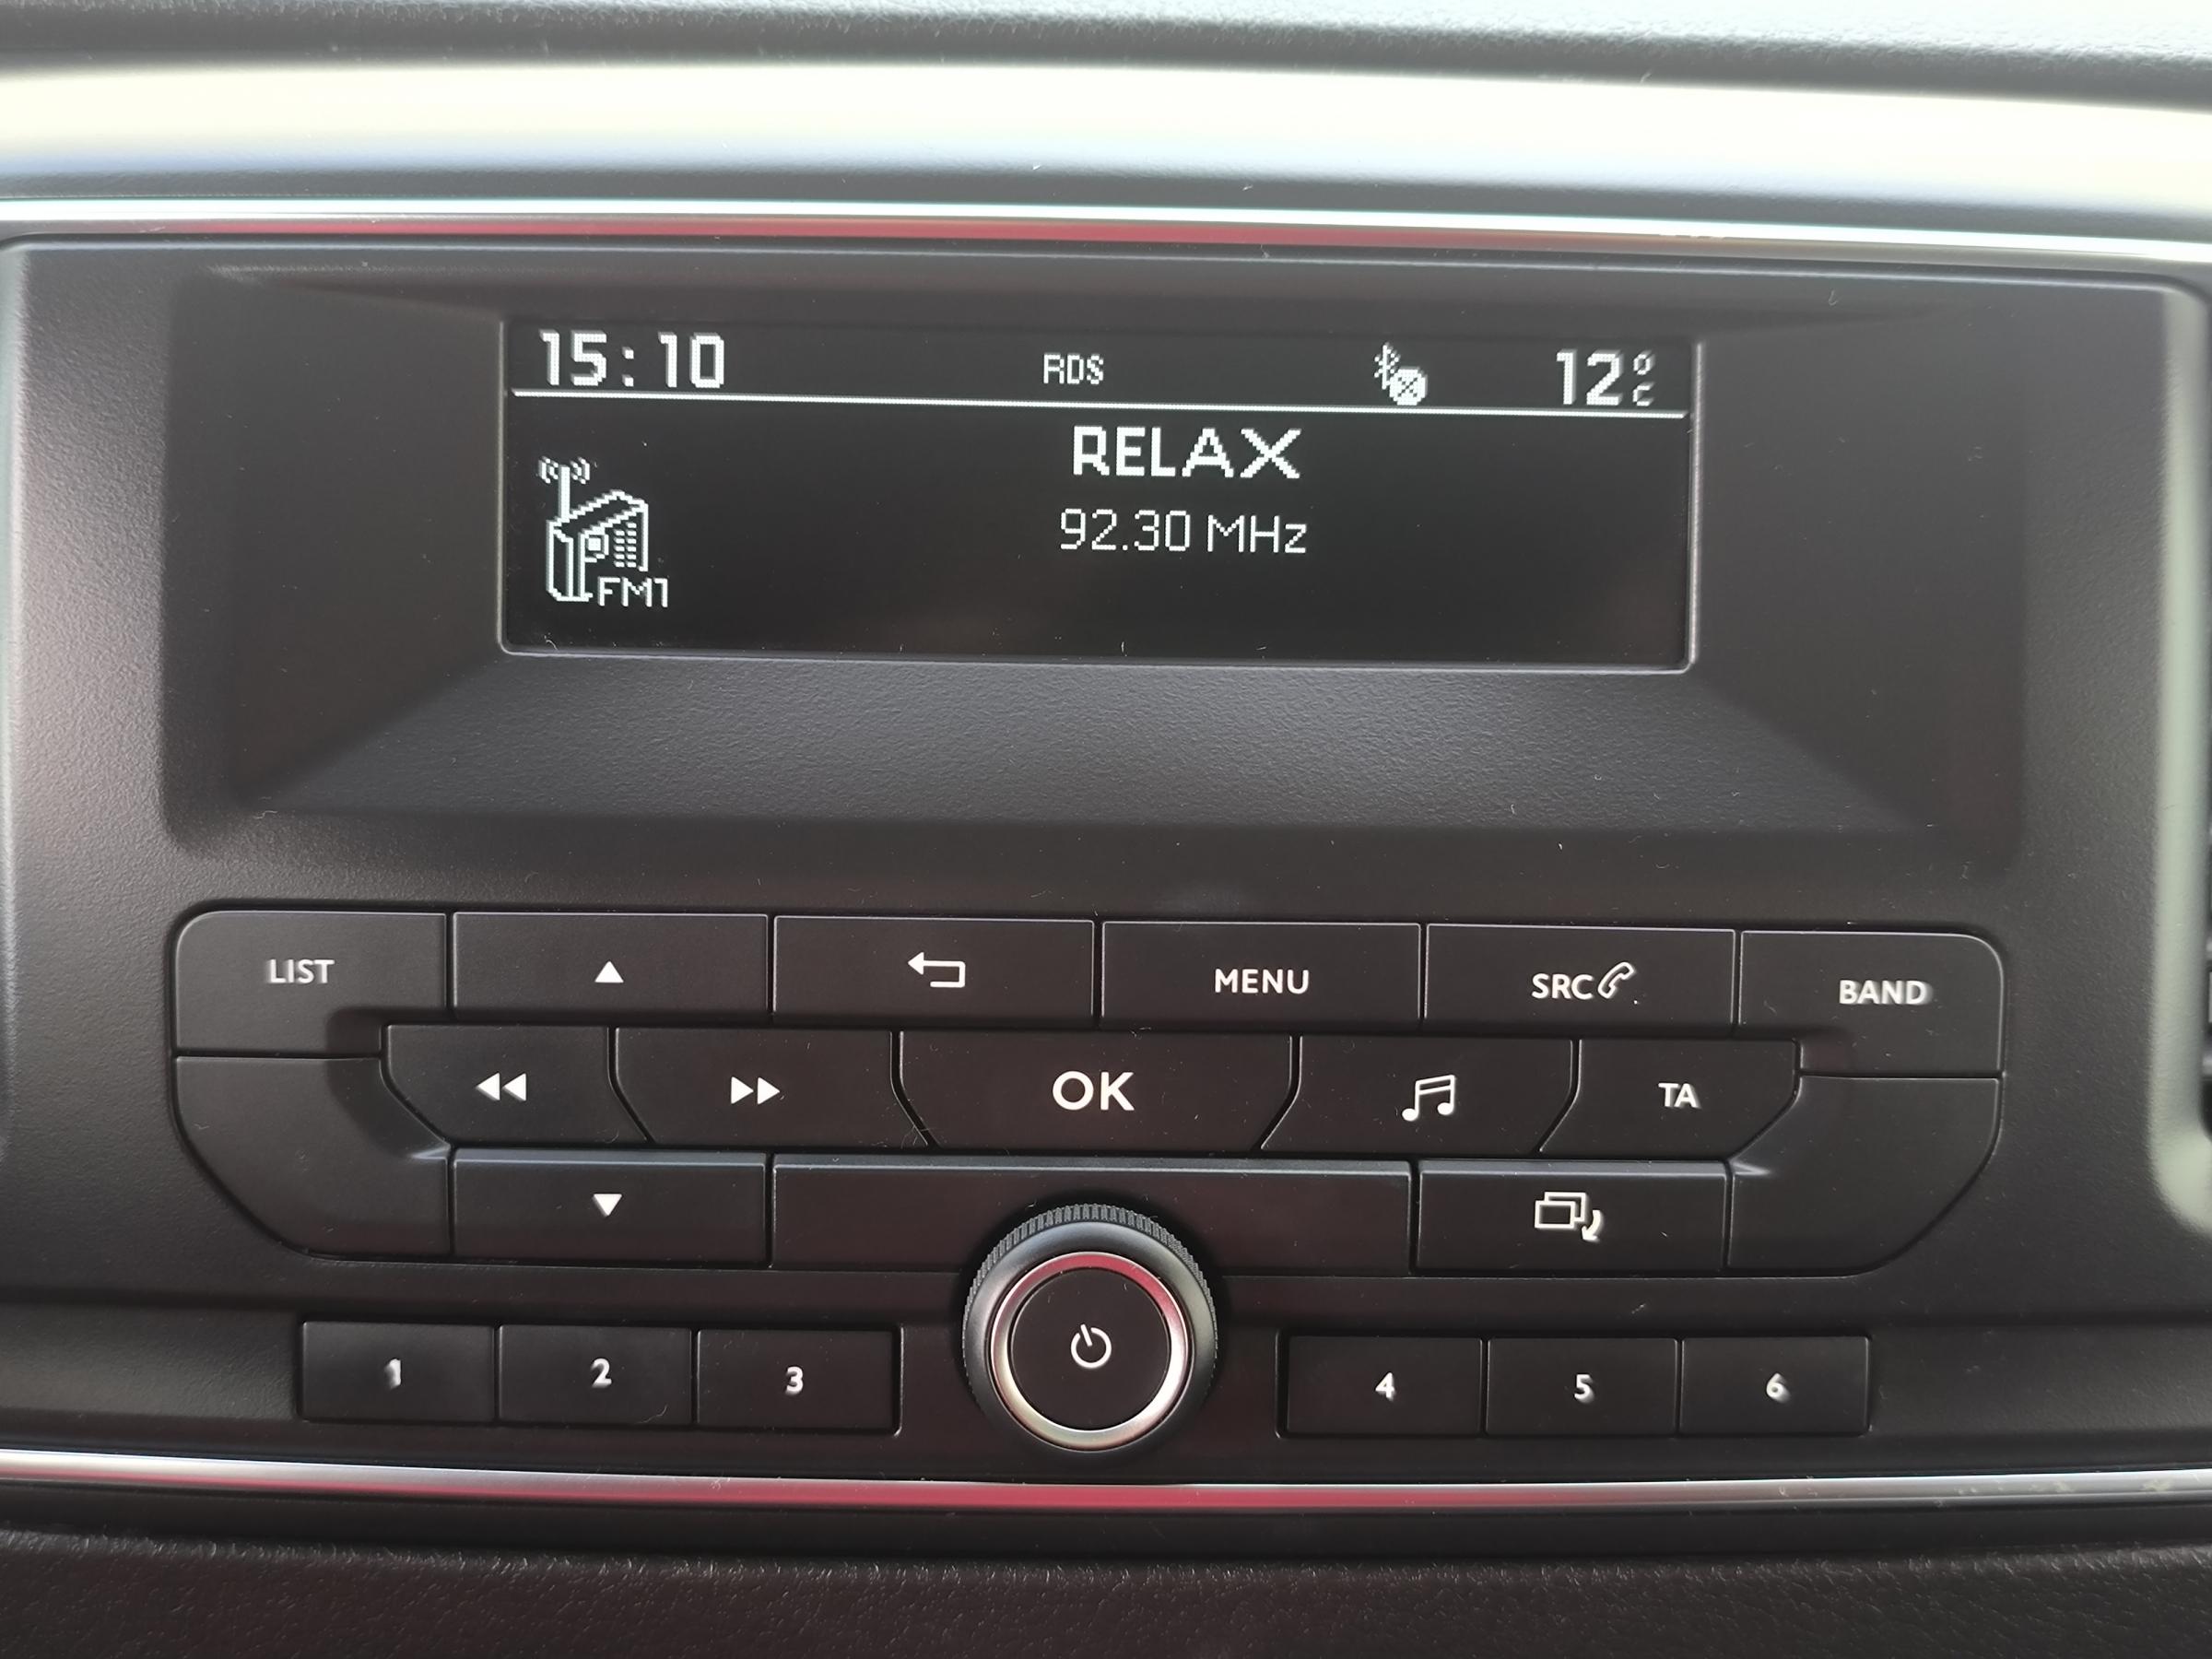 15:10 RDS 12°C
RELAX
92.30 MHz
FM1
LIST MENU SRC BAND
OK TA
1 2 3 4 5 6